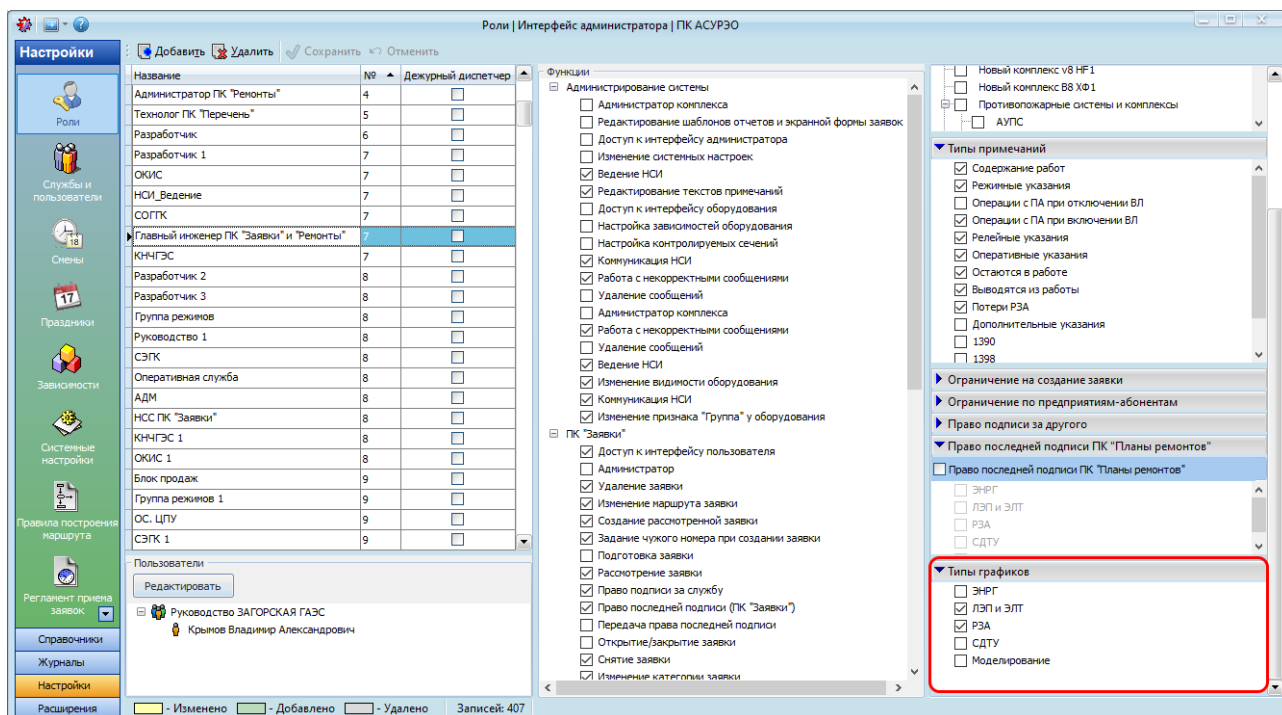 Роли | Интерфейс администратора | ПК АСУРЭО
Настройки
Добавить Удалить Сохранить Отменить
Роли
Службы и пользователи
Смены
Праздники
Зависимости
Системные настройки
Правила построения маршрута
Регламент приема заявок
Справочники
Журналы
Настройки
Расширения
Название № Дежурный диспетчер
Администратор ПК "Ремонты" 4
Технолог ПК "Перечень" 5
Разработчик 6
Разработчик 1 7
ОКИС 7
НСИ_Ведение 7
СОГГК 7
Главный инженер ПК "Заявки" и "Ремонты" 7
КНЧГЭС 7
Разработчик 2 8
Разработчик 3 8
Группа режимов 8
Руководство 1 8
СЭГК 8
Оперативная служба 8
АДМ 8
НСС ПК "Заявки" 8
КНЧГЭС 1 8
ОКИС 1 8
Блок продаж 9
Группа режимов 1 9
ОС. ЦПУ 9
СЭГК 1 9
Пользователи
Редактировать
Руководство ЗАГОРСКАЯ ГАЭС
Крымов Владимир Александрович
- Изменено - Добавлено - Удалено Записей: 407
Функции
Администрирование системы
Администратор комплекса
Редактирование шаблонов отчетов и экранной формы заявок
Доступ к интерфейсу администратора
Изменение системных настроек
Ведение НСИ
Редактирование текстов примечаний
Доступ к интерфейсу оборудования
Настройка зависимостей оборудования
Настройка контролируемых сечений
Коммуникация НСИ
Работа с некорректными сообщениями
Удаление сообщений
Администратор комплекса
Работа с некорректными сообщениями
Удаление сообщений
Ведение НСИ
Изменение видимости оборудования
Коммуникация НСИ
Изменение признака "Группа" у оборудования
ПК "Заявки"
Доступ к интерфейсу пользователя
Администратор
Удаление заявки
Изменение маршрута заявки
Создание рассмотренной заявки
Задание чужого номера при создании заявки
Подготовка заявки
Рассмотрение заявки
Право подписи за службу
Право последней подписи (ПК "Заявки")
Передача права последней подписи
Открытие/закрытие заявки
Снятие заявки
Изменение категории заявки
Новый комплекс v8 HF1
Новый комплекс В8 ХФ1
Противопожарные системы и комплексы
АУПС
Типы примечаний
Содержание работ
Режимные указания
Операции с ПА при отключении ВЛ
Операции с ПА при включении ВЛ
Релейные указания
Оперативные указания
Остаются в работе
Выводятся из работы
Потери РЗА
Дополнительные указания
1390
1398
Ограничение на создание заявки
Ограничение по предприятиям-абонентам
Право подписи за другого
Право последней подписи ПК "Планы ремонтов"
Право последней подписи ПК "Планы ремонтов"
ЭНРГ
ЛЭП и ЭЛТ
РЗА
СДТУ
Типы графиков
ЭНРГ
ЛЭП и ЭЛТ
РЗА
СДТУ
Моделирование